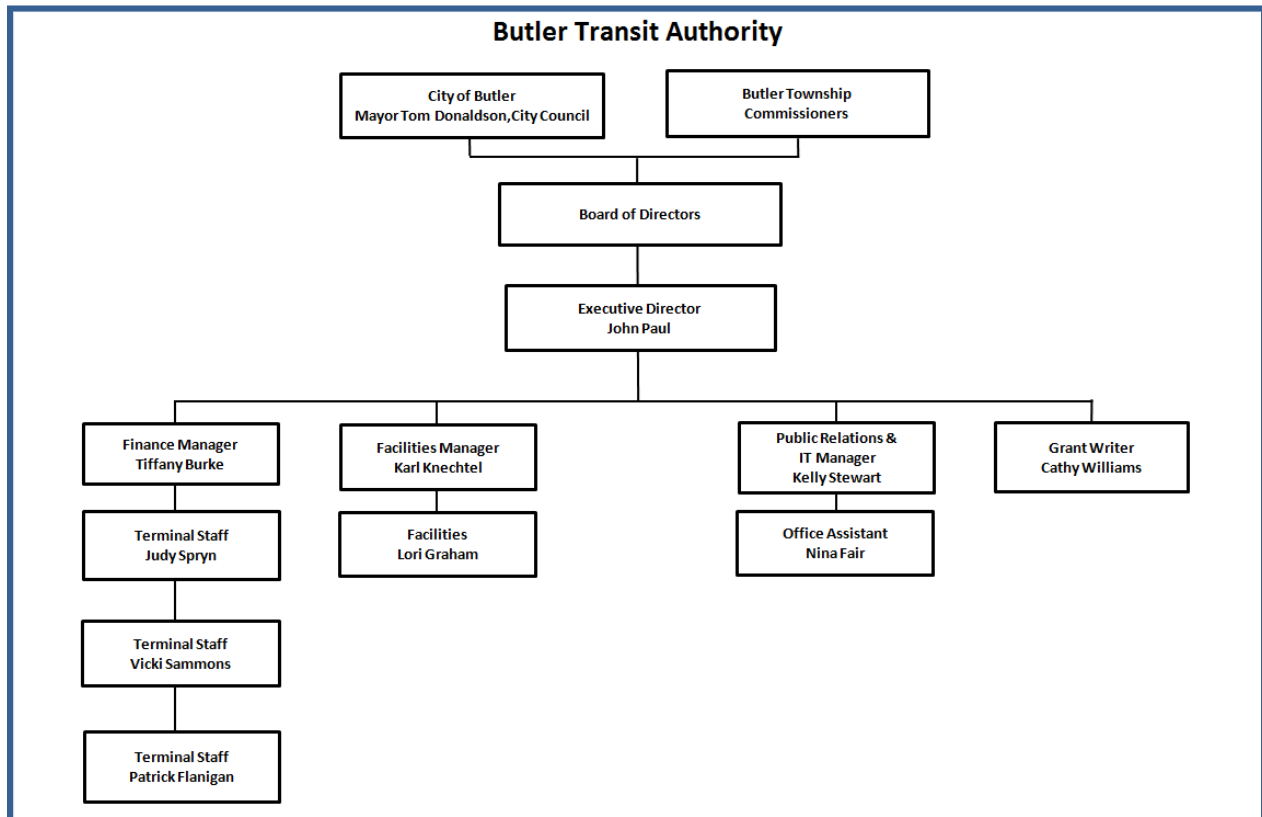 Butler Transit Authority
City of Butler
Mayor Tom Donaldson,City Council
Butler Township
Commissioners
Board of Directors
Executive Director
John Paul
Finance Manager
Tiffany Burke
Facilities Manager
Karl Knechtel
Public Relations &
IT Manager
Kelly Stewart
Grant Writer
Cathy Williams
Terminal Staff
Judy Spryn
Facilities
Lori Graham
Office Assistant
Nina Fair
Terminal Staff
Vicki Sammons
Terminal Staff
Patrick Flanigan